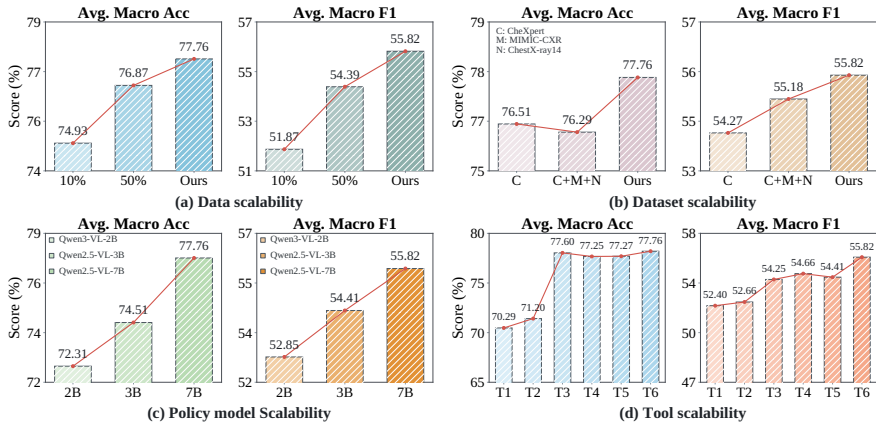 Avg. Macro Acc
Score (%)
79
77
76
74
74.93
76.87
77.76
10%
50%
Ours
Avg. Macro F1
57
55
53
51
51.87
54.39
55.82
10%
50%
Ours
(a) Data scalability
Avg. Macro Acc
Score (%)
79
78
76
75
C: CheXpert
M: MIMIC-CXR
N: ChestX-ray14
76.51
76.29
77.76
C
C+M+N
Ours
Avg. Macro F1
57
56
55
53
54.27
55.18
55.82
C
C+M+N
Ours
(b) Dataset scalability
Avg. Macro Acc
Score (%)
79
77
74
72
Qwen3-VL-2B
Qwen2.5-VL-3B
Qwen2.5-VL-7B
72.31
74.51
77.76
2B
3B
7B
Avg. Macro F1
57
55
54
52
Qwen3-VL-2B
Qwen2.5-VL-3B
Qwen2.5-VL-7B
52.85
54.41
55.82
2B
3B
7B
(c) Policy model Scalability
Avg. Macro Acc
Score (%)
80
75
70
65
70.29
71.20
77.60
77.25
77.27
77.76
T1
T2
T3
T4
T5
T6
Avg. Macro F1
58
54
50
47
52.40
52.66
54.25
54.66
54.41
55.82
T1
T2
T3
T4
T5
T6
(d) Tool scalability